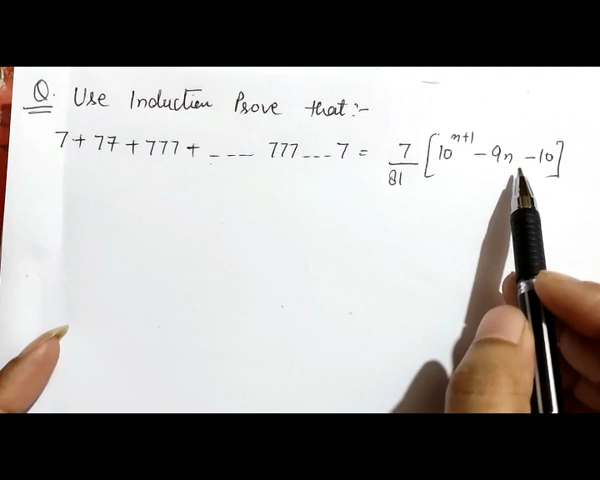 Q. Use Induction Prove that:-
7 + 77 + 777 + ---- 777---7 = 7/81 [10^(n+1) - 9n - 10]